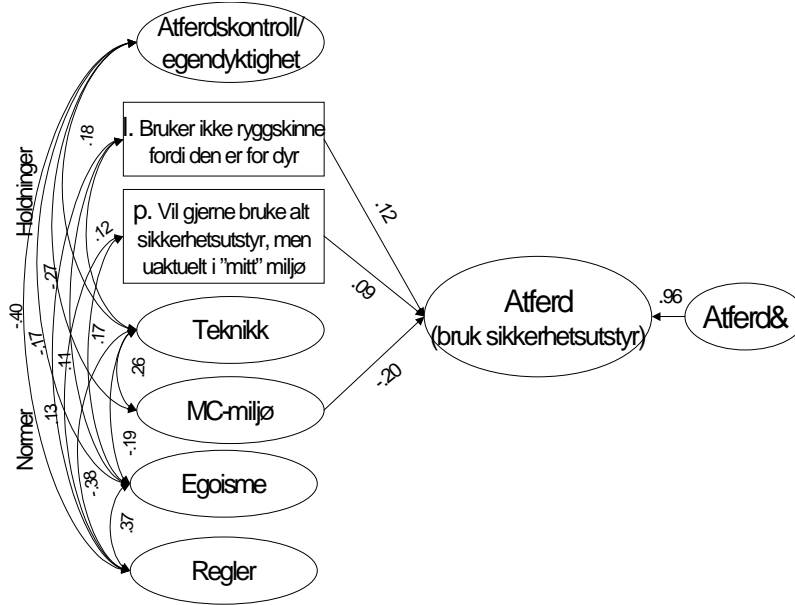 Atferdskontroll/
egendyktighet
l. Bruker ikke ryggskinne
fordi den er for dyr
p. Vil gjerne bruke alt
sikkerhetsutstyr, men
uaktuelt i ”mitt” miljø
Teknikk
MC-miljø
Egoisme
Regler
Holdninger
Normer
.18
.12
-.27
-.40
-.17
.17
.11
.26
.13
-.19
-.38
.37
.12
.09
-.20
Atferd
(bruk sikkerhetsutstyr)
.96
Atferd&